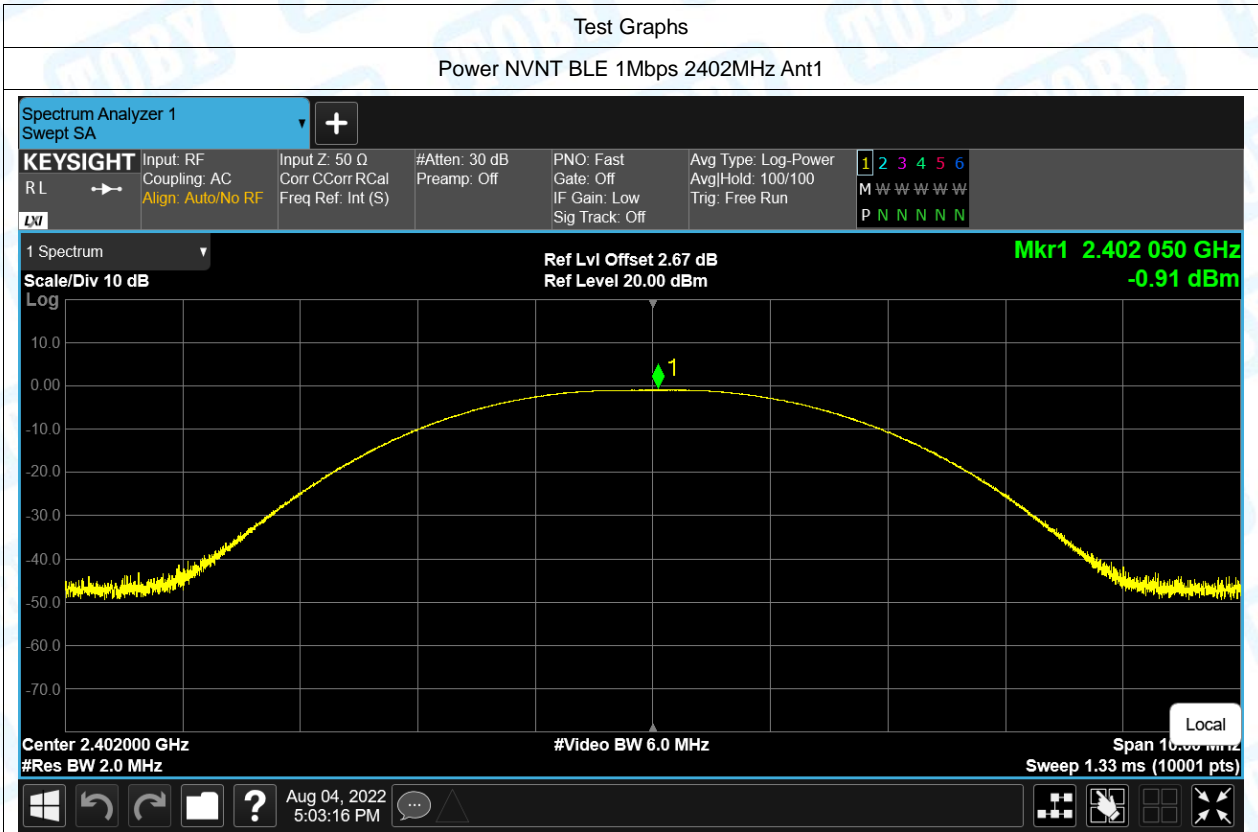 Test Graphs
Power NVNT BLE 1Mbps 2402MHz Ant1
Spectrum Analyzer 1
Swept SA
+
KEYSIGHT
R L
LXI
Input: RF
Coupling: AC
Align: Auto/No RF
Input Z: 50 Ω
Corr CCorr RCal
Freq Ref: Int (S)
#Atten: 30 dB
Preamp: Off
PNO: Fast
Gate: Off
IF Gain: Low
Sig Track: Off
Avg Type: Log-Power
Avg|Hold: 100/100
Trig: Free Run
1 2 3 4 5 6
M W W W W W W
P N N N N N
1 Spectrum
Scale/Div 10 dB
Log
Ref Lvl Offset 2.67 dB
Ref Level 20.00 dBm
Mkr1 2.402 050 GHz
-0.91 dBm
1
10.0
0.00
-10.0
-20.0
-30.0
-40.0
-50.0
-60.0
-70.0
Local
Center 2.402000 GHz
#Res BW 2.0 MHz
#Video BW 6.0 MHz
Span 10.00 MHz
Sweep 1.33 ms (10001 pts)
?
Aug 04, 2022
5:03:16 PM
TOBY